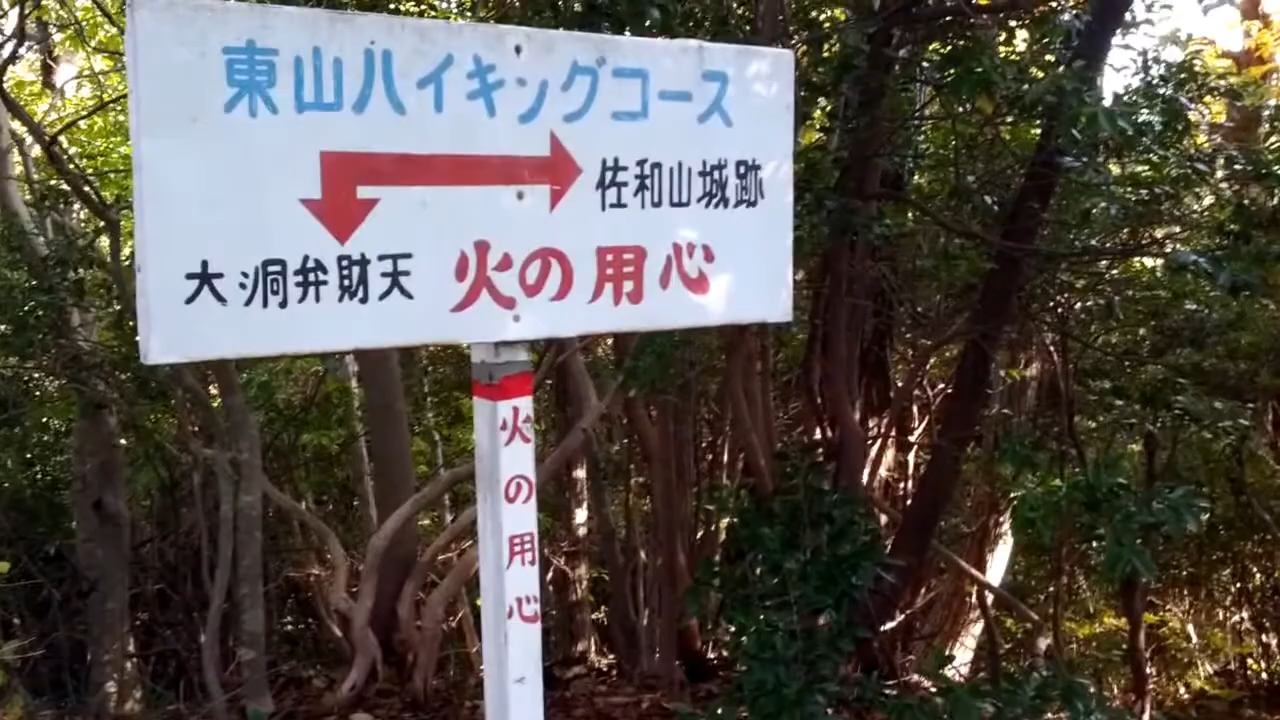 東山ハイキングコース
佐和山城跡
大洞弁財天
火の用心
火の用心